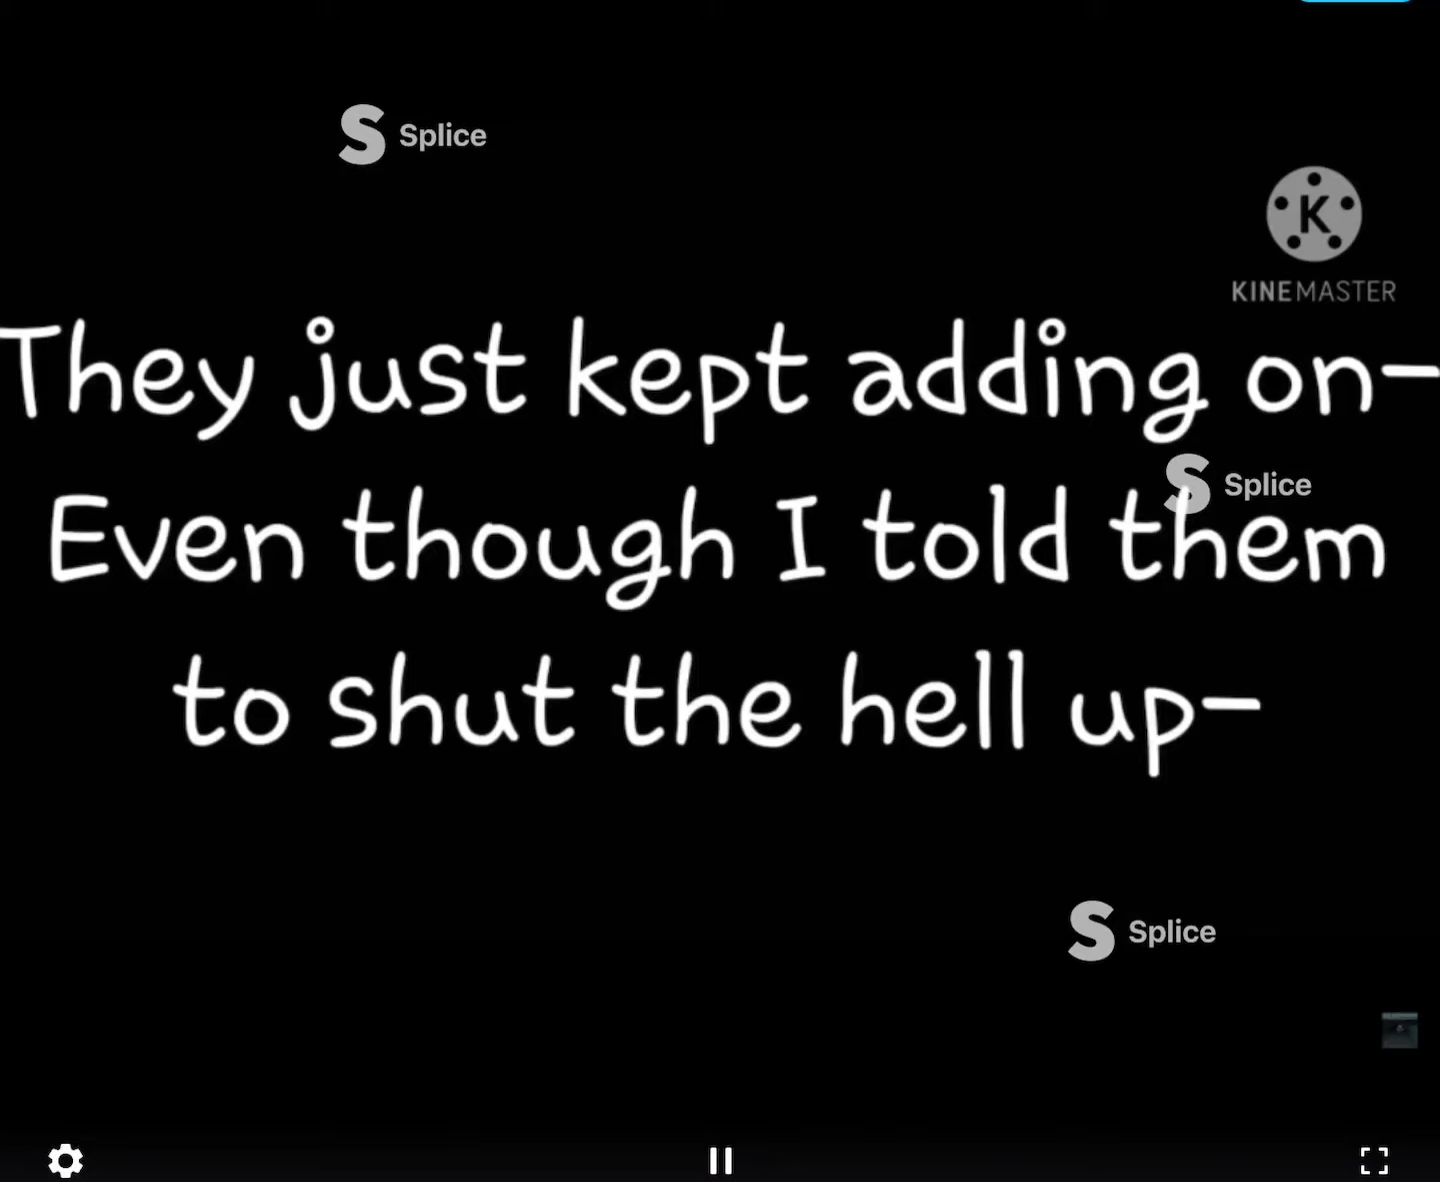 Splice
K
KINEMASTER
They just kept adding on-
Splice
Even though I told them
to shut the hell up-
Splice